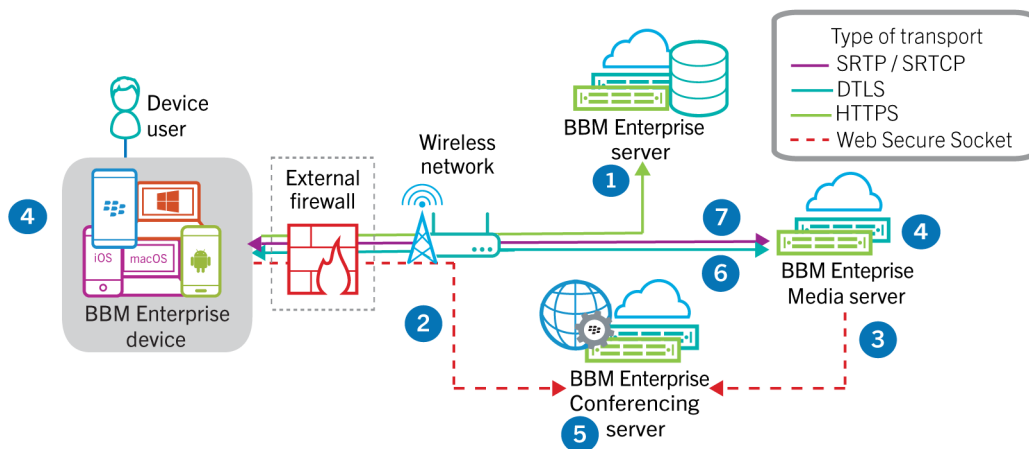 Type of transport
SRTP / SRTCP
DTLS
HTTPS
Web Secure Socket
Device
user
Wireless
network
External
firewall
BBM Enterprise
server
1
4
iOS
macOS
BBM Enterprise
device
7
6
4
BBM Enteprise
Media server
2
3
BBM Enterprise
Conferencing
server
5